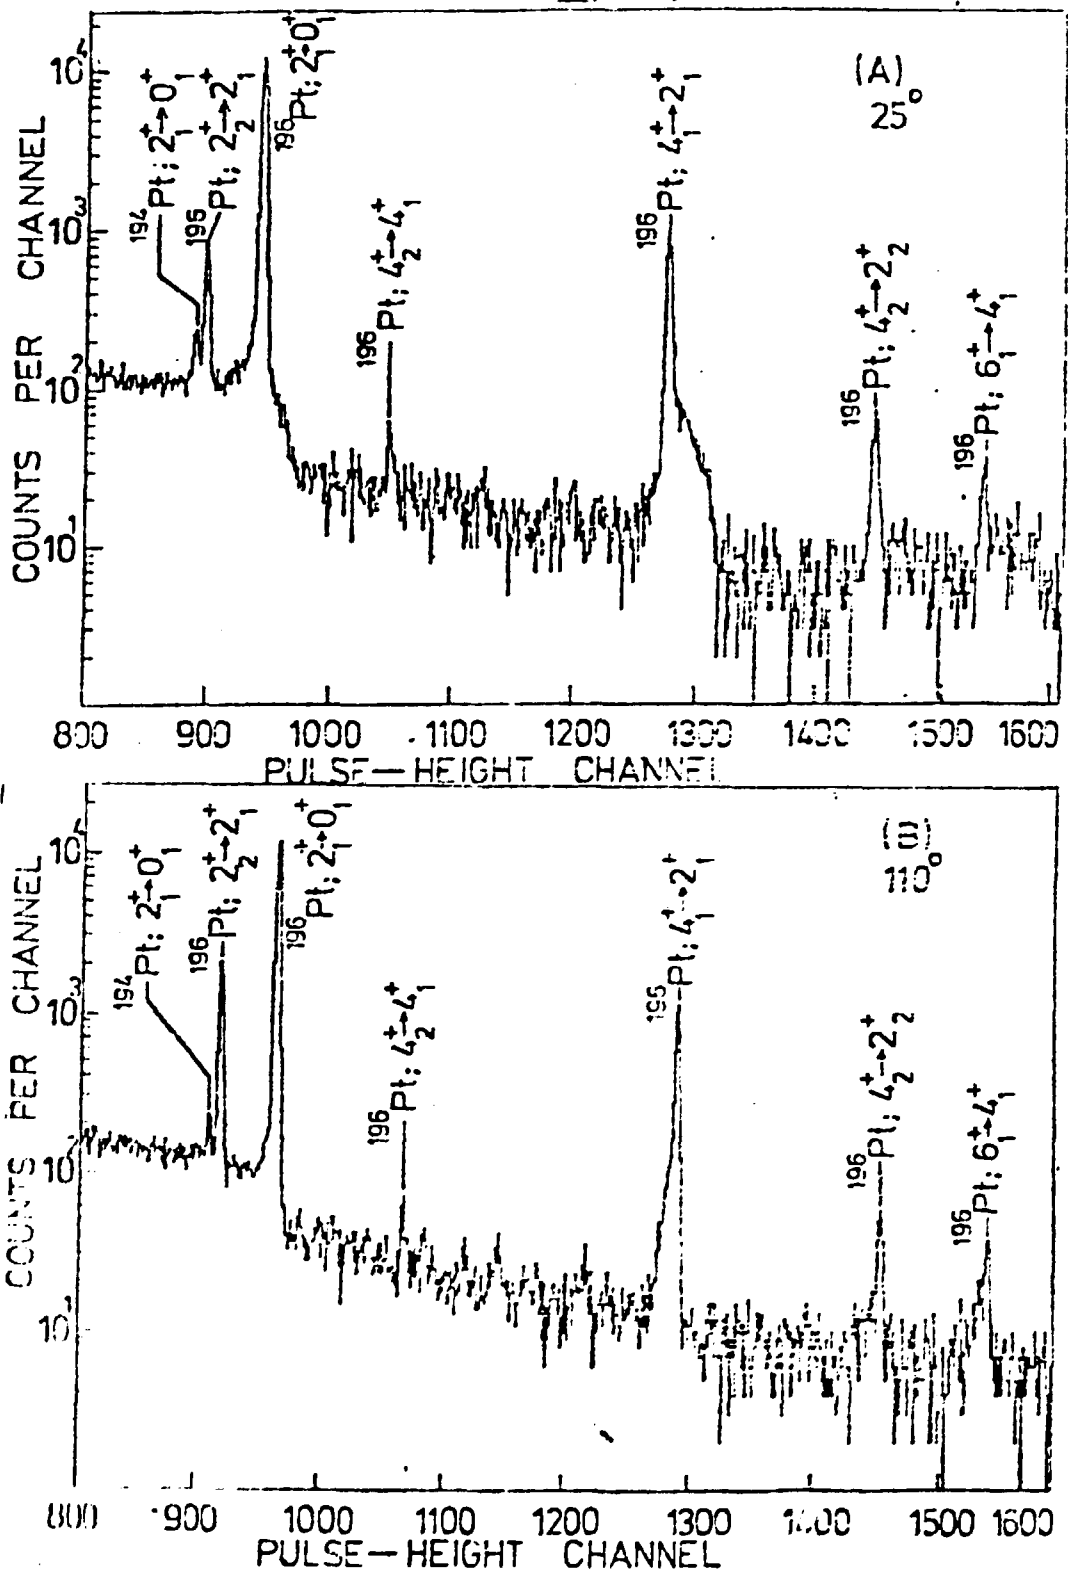 (A)
25°
COUNTS PER CHANNEL
10⁴
10³
10²
10¹
¹⁹⁴Pt; 2₁⁺→0₁⁺
¹⁹⁶Pt; 2₂⁺→2₁⁺
¹⁹⁶Pt; 2₁⁺→0₁⁺
¹⁹⁶Pt; 4₂⁺→4₁⁺
¹⁹⁶Pt; 4₁⁺→2₁⁺
¹⁹⁶Pt; 4₂⁺→2₂⁺
¹⁹⁶Pt; 6₁⁺→4₁⁺
800 900 1000 1100 1200 1300 1400 1500 1600
PULSE—HEIGHT CHANNEL
(B)
110°
COUNTS PER CHANNEL
10⁴
10³
10²
10¹
¹⁹⁴Pt; 2₁⁺→0₁⁺
¹⁹⁶Pt; 2₂⁺→2₁⁺
¹⁹⁶Pt; 2₁⁺→0₁⁺
¹⁹⁶Pt; 4₂⁺→4₁⁺
¹⁹⁶Pt; 4₁⁺→2₁⁺
¹⁹⁶Pt; 4₂⁺→2₂⁺
¹⁹⁶Pt; 6₁⁺→4₁⁺
800 900 1000 1100 1200 1300 1400 1500 1600
PULSE—HEIGHT CHANNEL